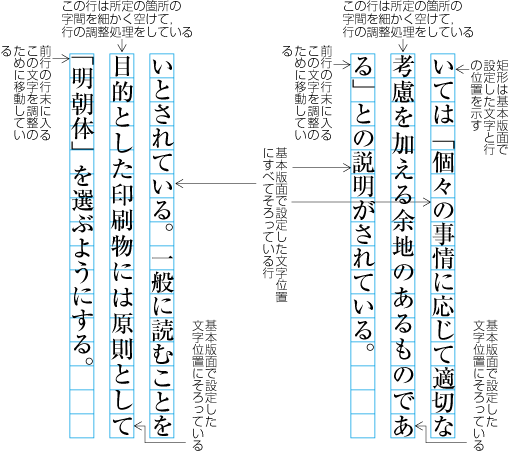 この行は所定の箇所の
字間を細かく空けて，
行の調整処理をしている
矩形は基本版面で
設定した文字と行
の位置を示す
いては「個々の事情に応じて適切な
考慮を加える余地のあるものであ
る」との説明がされている。
前行の行末に入る
この文字を調整の
ために移動してい
る
基本版面で設定した
文字位置にそろっている
基本版面で設定した文字位置
にすべてそろっている行
この行は所定の箇所の
字間を細かく空けて，
行の調整処理をしている
いとされている。一般に読むことを
目的とした印刷物には原則として
「明朝体」を選ぶようにする。
前行の行末に入る
この文字を調整の
ために移動してい
る
基本版面で設定した
文字位置にそろっている